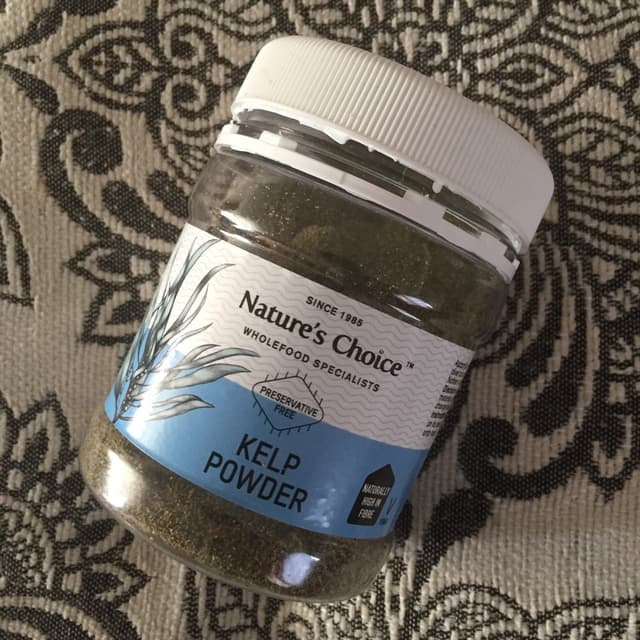 SINCE 1985
Nature's Choice™
WHOLEFOOD SPECIALISTS
PRESERVATIVE
FREE
KELP
POWDER
NATURALLY
HIGH IN
FIBRE